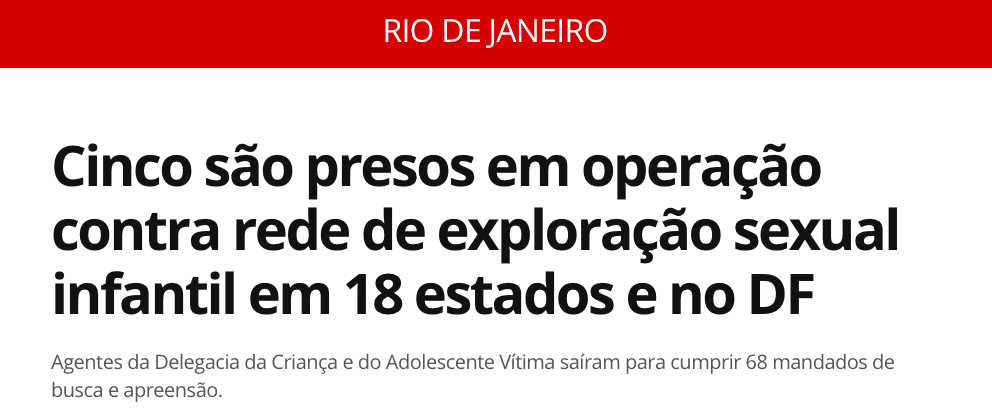 RIO DE JANEIRO
Cinco são presos em operação
contra rede de exploração sexual
infantil em 18 estados e no DF
Agentes da Delegacia da Criança e do Adolescente Vítima saíram para cumprir 68 mandados de
busca e apreensão.